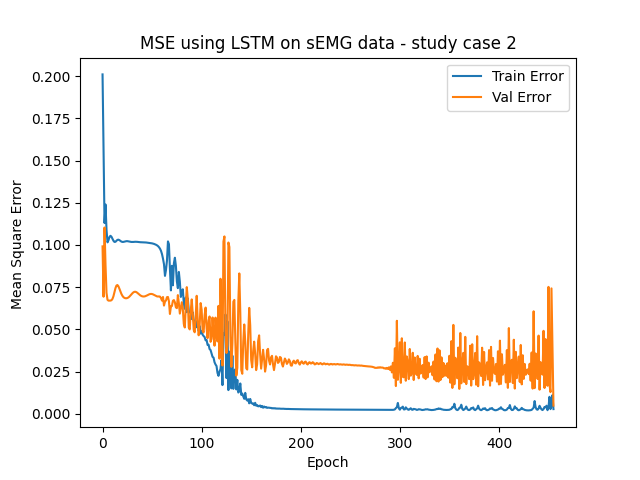 MSE using LSTM on sEMG data - study case 2
Train Error
Val Error
Mean Square Error
0.200
0.175
0.150
0.125
0.100
0.075
0.050
0.025
0.000
0 100 200 300 400
Epoch